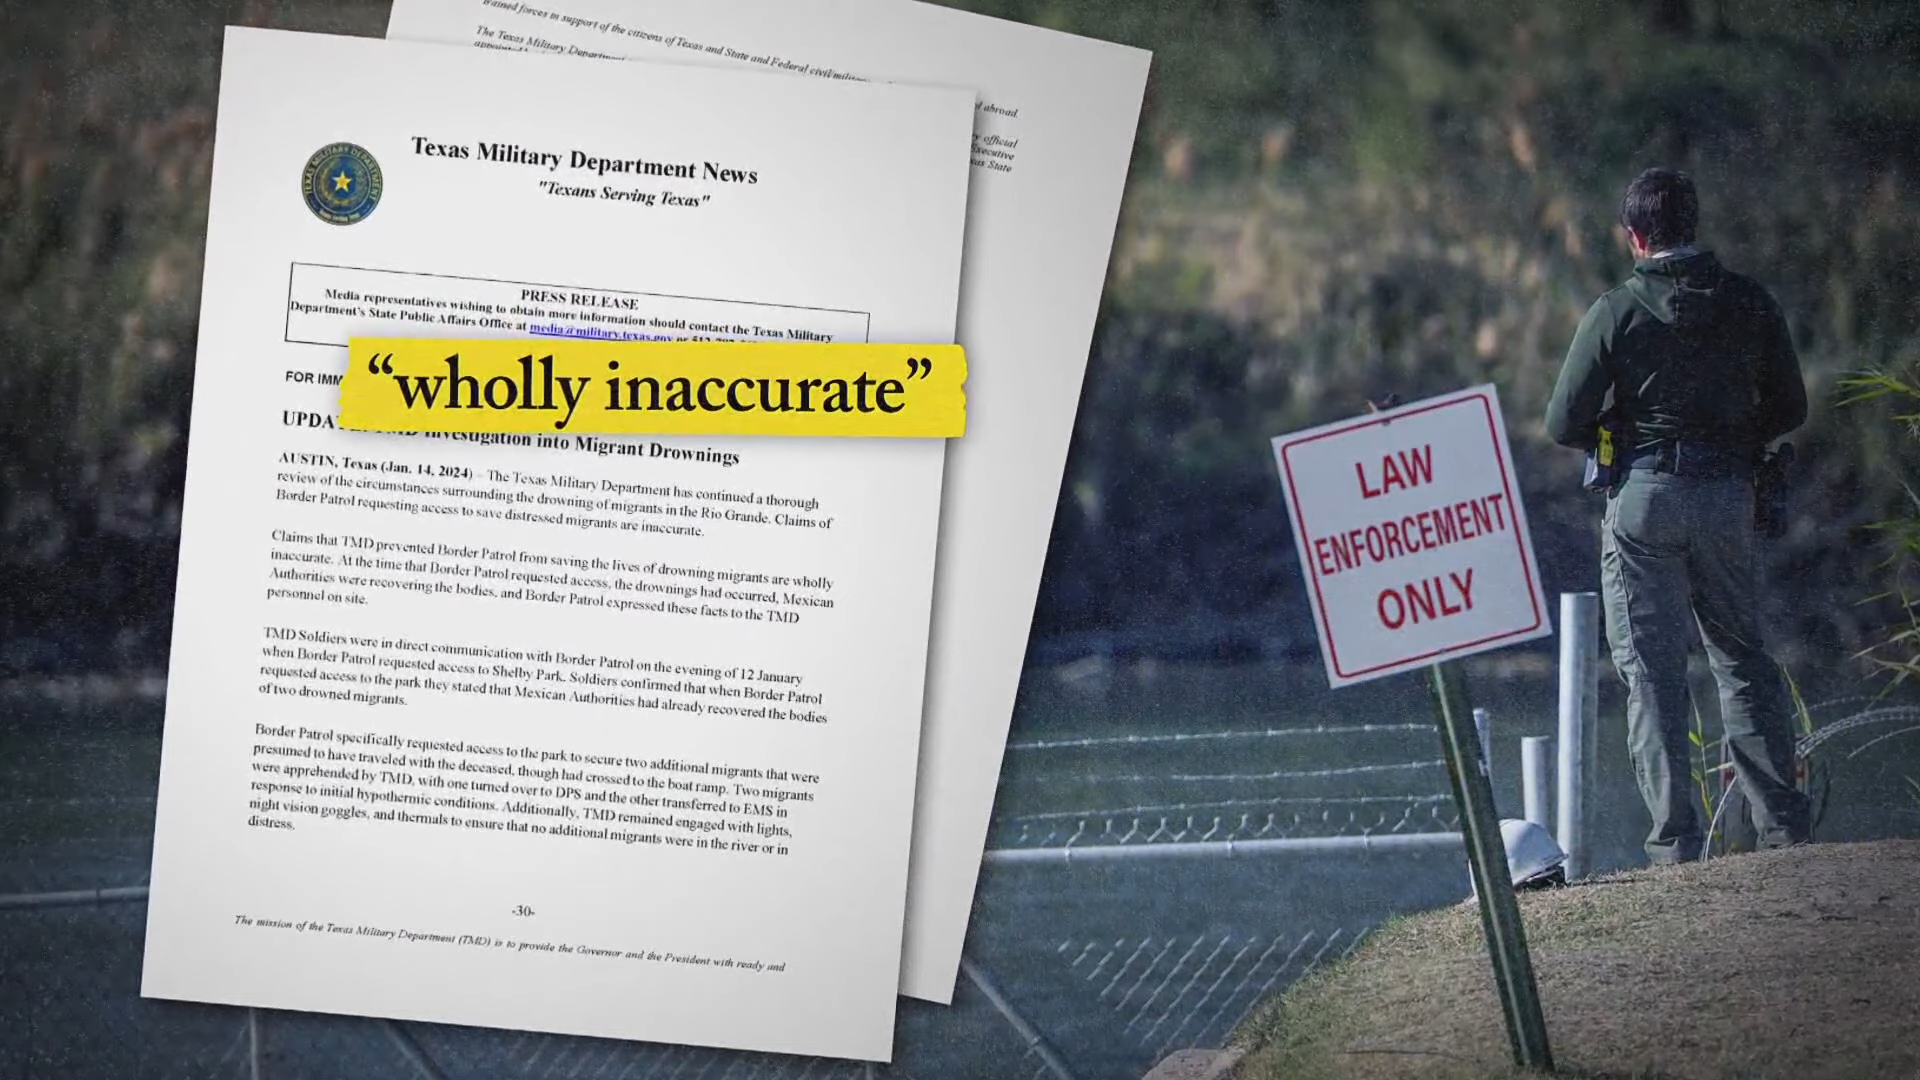 trained forces in support of the citizens of Texas and State and Federal civil/military
The Texas Military Department
appointed
d abroad.
y official
Executive
xas State
TEXAS MILITARY DEPARTMENT
Texas Military Department News
"Texans Serving Texas"
PRESS RELEASE
Media representatives wishing to obtain more information should contact the Texas Military
Department's State Public Affairs Office at media@military.texas.gov or 512-
“wholly inaccurate”
FOR IMM
UPDATE: TMD Investigation into Migrant Drownings
AUSTIN, Texas (Jan. 14, 2024) – The Texas Military Department has continued a thorough
review of the circumstances surrounding the drowning of migrants in the Rio Grande. Claims of
Border Patrol requesting access to save distressed migrants are inaccurate.
Claims that TMD prevented Border Patrol from saving the lives of drowning migrants are wholly
inaccurate. At the time that Border Patrol requested access, the drownings had occurred, Mexican
Authorities were recovering the bodies, and Border Patrol expressed these facts to the TMD
personnel on site.
TMD Soldiers were in direct communication with Border Patrol on the evening of 12 January
when Border Patrol requested access to Shelby Park. Soldiers confirmed that when Border Patrol
requested access to the park they stated that Mexican Authorities had already recovered the bodies
of two drowned migrants.
Border Patrol specifically requested access to the park to secure two additional migrants that were
presumed to have traveled with the deceased, though had crossed to the boat ramp. Two migrants
were apprehended by TMD, with one turned over to DPS and the other transferred to EMS in
response to initial hypothermic conditions. Additionally, TMD remained engaged with lights,
night vision goggles, and thermals to ensure that no additional migrants were in the river or in
distress.
-30-
The mission of the Texas Military Department (TMD) is to provide the Governor and the President with ready and
LAW
ENFORCEMENT
ONLY